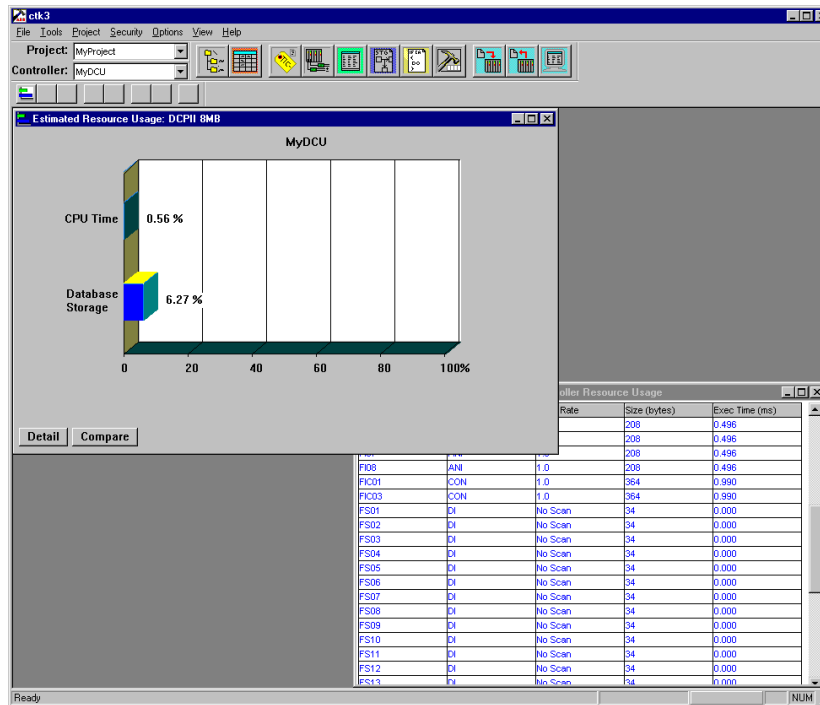 ctk3
File Tools Project Security Options View Help
Project: MyProject
Controller: MyDCU
Estimated Resource Usage: DCPII 8MB
MyDCU
CPU Time 0.56 %
Database
Storage
6.27 %
0 20 40 60 80 100%
Detail Compare
oller Resource Usage
Rate Size (bytes) Exec Time (ms)
208 0.496
208 0.496
208 0.496
FI08 ANI 1.0 208 0.496
FIC01 CON 1.0 364 0.990
FIC03 CON 1.0 364 0.990
FS01 DI No Scan 34 0.000
FS02 DI No Scan 34 0.000
FS03 DI No Scan 34 0.000
FS04 DI No Scan 34 0.000
FS05 DI No Scan 34 0.000
FS06 DI No Scan 34 0.000
FS07 DI No Scan 34 0.000
FS08 DI No Scan 34 0.000
FS09 DI No Scan 34 0.000
FS10 DI No Scan 34 0.000
FS11 DI No Scan 34 0.000
FS12 DI No Scan 34 0.000
FS13 DI No Scan 34 0.000
Ready NUM